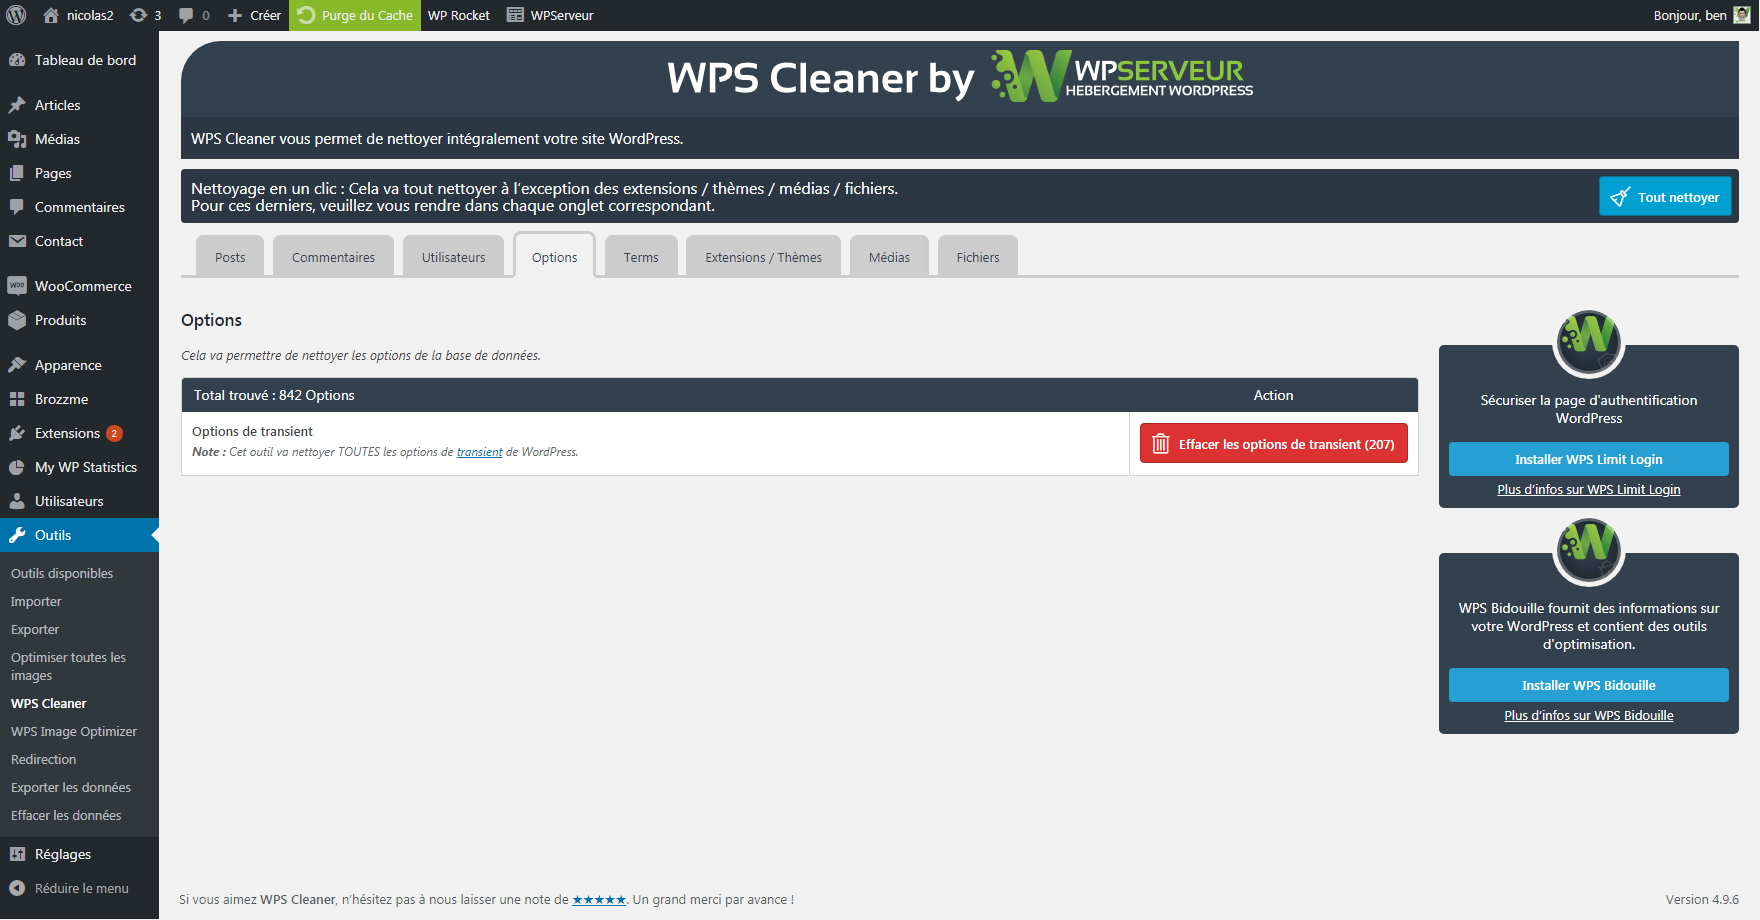 nicolas2
3
0
Créer
Purge du Cache
WP Rocket
WPServeur
Bonjour, ben
Tableau de bord
Articles
Médias
Pages
Commentaires
Contact
WooCommerce
Produits
Apparence
Brozzme
Extensions 2
My WP Statistics
Utilisateurs
Outils
Outils disponibles
Importer
Exporter
Optimiser toutes les
images
WPS Cleaner
WPS Image Optimizer
Redirection
Exporter les données
Effacer les données
Réglages
Réduire le menu
WPS Cleaner by WPSERVEUR
HEBERGEMENT WORDPRESS
WPS Cleaner vous permet de nettoyer intégralement votre site WordPress.
Nettoyage en un clic : Cela va tout nettoyer à l’exception des extensions / thèmes / médias / fichiers.
Pour ces derniers, veuillez vous rendre dans chaque onglet correspondant.
Tout nettoyer
Posts
Commentaires
Utilisateurs
Options
Terms
Extensions / Thèmes
Médias
Fichiers
Options
Cela va permettre de nettoyer les options de la base de données.
Total trouvé : 842 Options
Action
Options de transient
Note : Cet outil va nettoyer TOUTES les options de transient de WordPress.
Effacer les options de transient (207)
Sécuriser la page d'authentification
WordPress
Installer WPS Limit Login
Plus d’infos sur WPS Limit Login
WPS Bidouille fournit des informations sur
votre WordPress et contient des outils
d'optimisation.
Installer WPS Bidouille
Plus d’infos sur WPS Bidouille
Si vous aimez WPS Cleaner, n’hésitez pas à nous laisser une note de ★★★★★. Un grand merci par avance !
Version 4.9.6